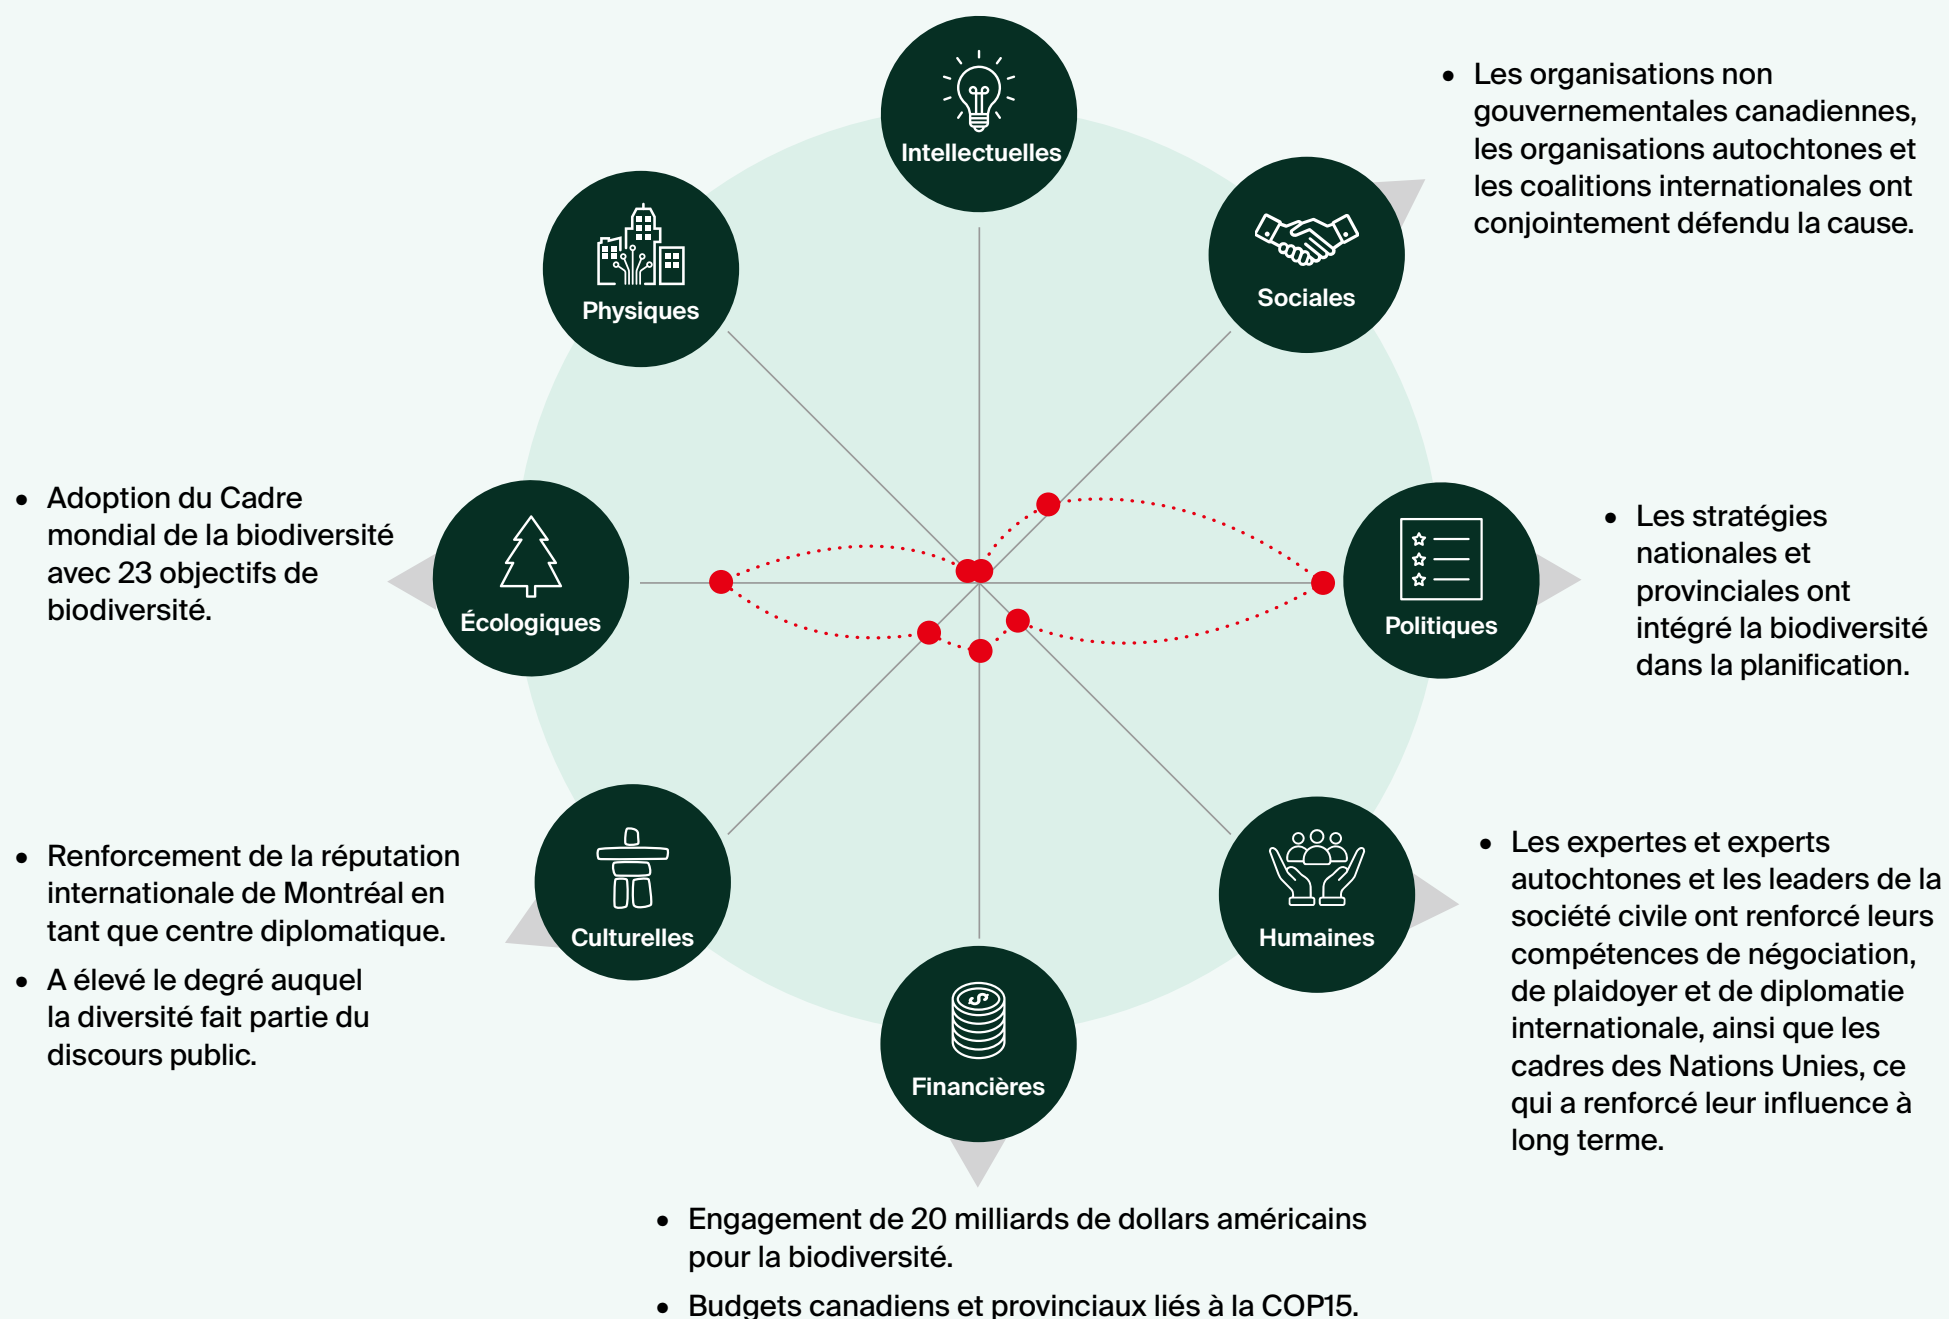 Intellectuelles
Sociales
Physiques
Politiques
Écologiques
Humaines
Culturelles
Financières
• Les organisations non
gouvernementales canadiennes,
les organisations autochtones et
les coalitions internationales ont
conjointement défendu la cause.
• Les stratégies
nationales et
provinciales ont
intégré la biodiversité
dans la planification.
• Les expertes et experts
autochtones et les leaders de la
société civile ont renforcé leurs
compétences de négociation,
de plaidoyer et de diplomatie
internationale, ainsi que les
cadres des Nations Unies, ce
qui a renforcé leur influence à
long terme.
• Engagement de 20 milliards de dollars américains
pour la biodiversité.
• Budgets canadiens et provinciaux liés à la COP15.
• Renforcement de la réputation
internationale de Montréal en
tant que centre diplomatique.
• A élevé le degré auquel
la diversité fait partie du
discours public.
• Adoption du Cadre
mondial de la biodiversité
avec 23 objectifs de
biodiversité.